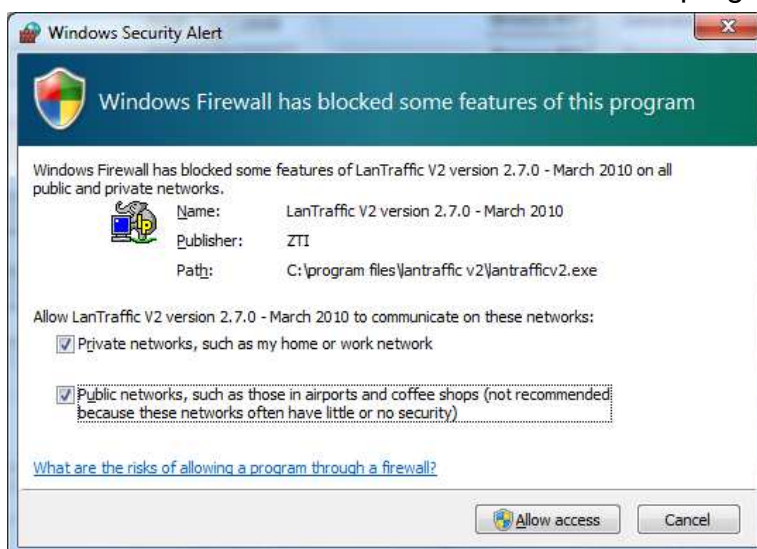 Windows Security Alert
Windows Firewall has blocked some features of this program
Windows Firewall has blocked some features of LanTraffic V2 version 2.7.0 - March 2010 on all
public and private networks.
Name: LanTraffic V2 version 2.7.0 - March 2010
Publisher: ZTI
Path: C:\program files\lantraffic v2\lantrafficv2.exe
Allow LanTraffic V2 version 2.7.0 - March 2010 to communicate on these networks:
Private networks, such as my home or work network
Public networks, such as those in airports and coffee shops (not recommended
because these networks often have little or no security)
What are the risks of allowing a program through a firewall?
Allow access Cancel